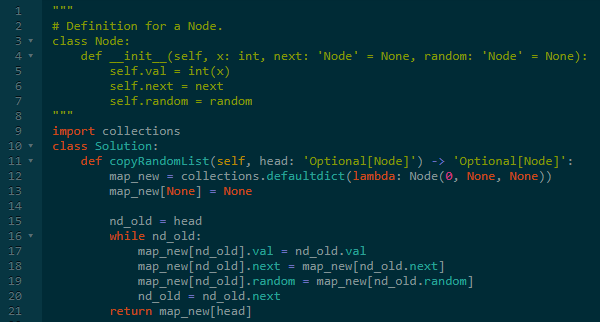 1 """
2 # Definition for a Node.
3 class Node:
4     def __init__(self, x: int, next: 'Node' = None, random: 'Node' = None):
5         self.val = int(x)
6         self.next = next
7         self.random = random
8 """
9 import collections
10 class Solution:
11     def copyRandomList(self, head: 'Optional[Node]') -> 'Optional[Node]':
12         map_new = collections.defaultdict(lambda: Node(0, None, None))
13         map_new[None] = None
14
15         nd_old = head
16         while nd_old:
17             map_new[nd_old].val = nd_old.val
18             map_new[nd_old].next = map_new[nd_old.next]
19             map_new[nd_old].random = map_new[nd_old.random]
20             nd_old = nd_old.next
21         return map_new[head]